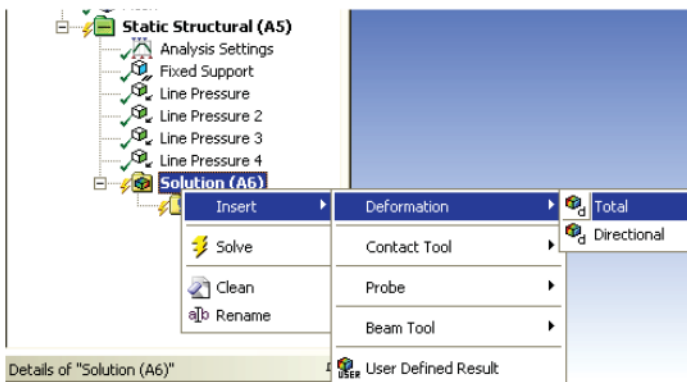 Static Structural (A5)
Analysis Settings
Fixed Support
Line Pressure
Line Pressure 2
Line Pressure 3
Line Pressure 4
Solution (A6)
Insert
Solve
Clean
Rename
Deformation
Contact Tool
Probe
Beam Tool
User Defined Result
Total
Directional
Details of "Solution (A6)"